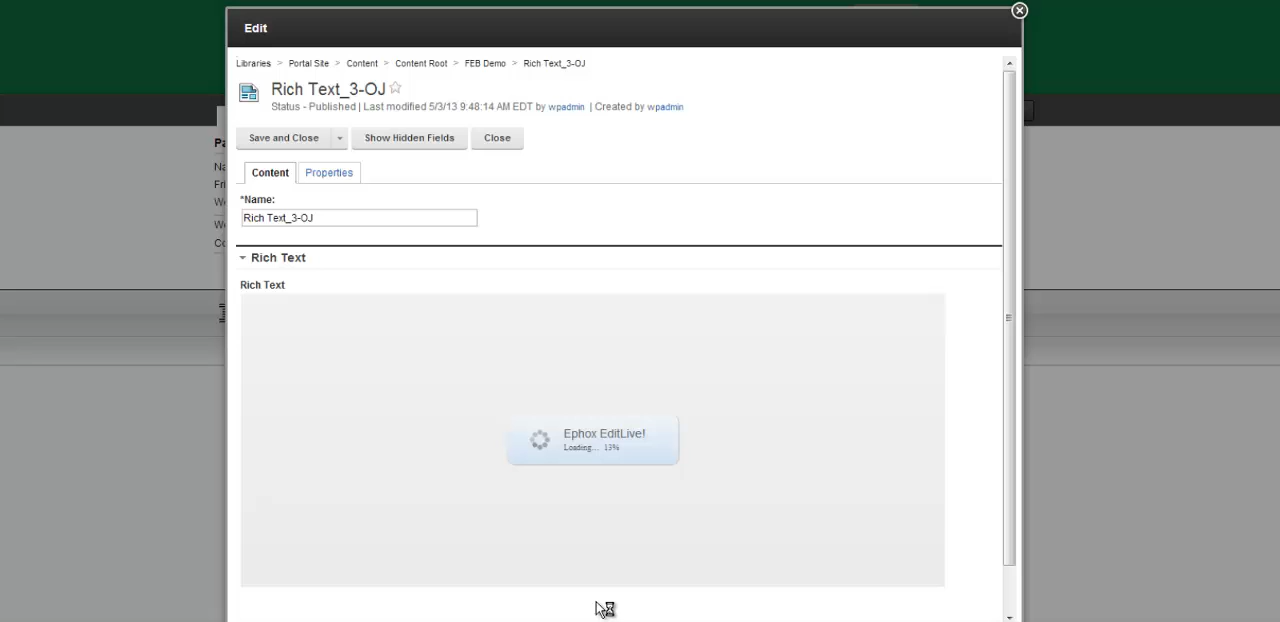 Edit
Libraries > Portal Site > Content > Content Root > FEB Demo > Rich Text_3-OJ
Rich Text_3-OJ
Status - Published | Last modified 5/3/13 9:48:14 AM EDT by wpadmin | Created by wpadmin
Save and Close Show Hidden Fields Close
Content Properties
*Name:
Rich Text_3-OJ
Rich Text
Rich Text
Ephox EditLive!
Loading... 13%